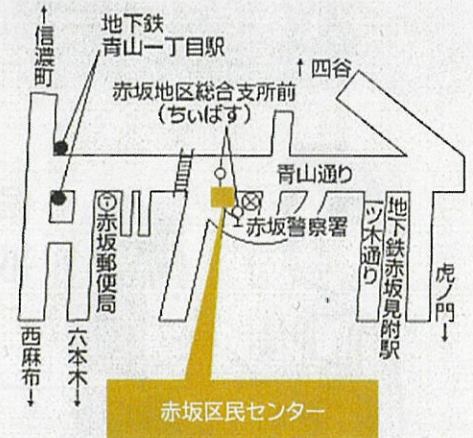 ↑信濃町
地下鉄
青山一丁目駅
赤坂地区総合支所前
(ちぃばす)
↑四谷
青山通り
〒赤坂郵便局
赤坂警察署
一ツ木通り
地下鉄赤坂見附駅
虎ノ門↓
西麻布↓
六本木↓
赤坂区民センター